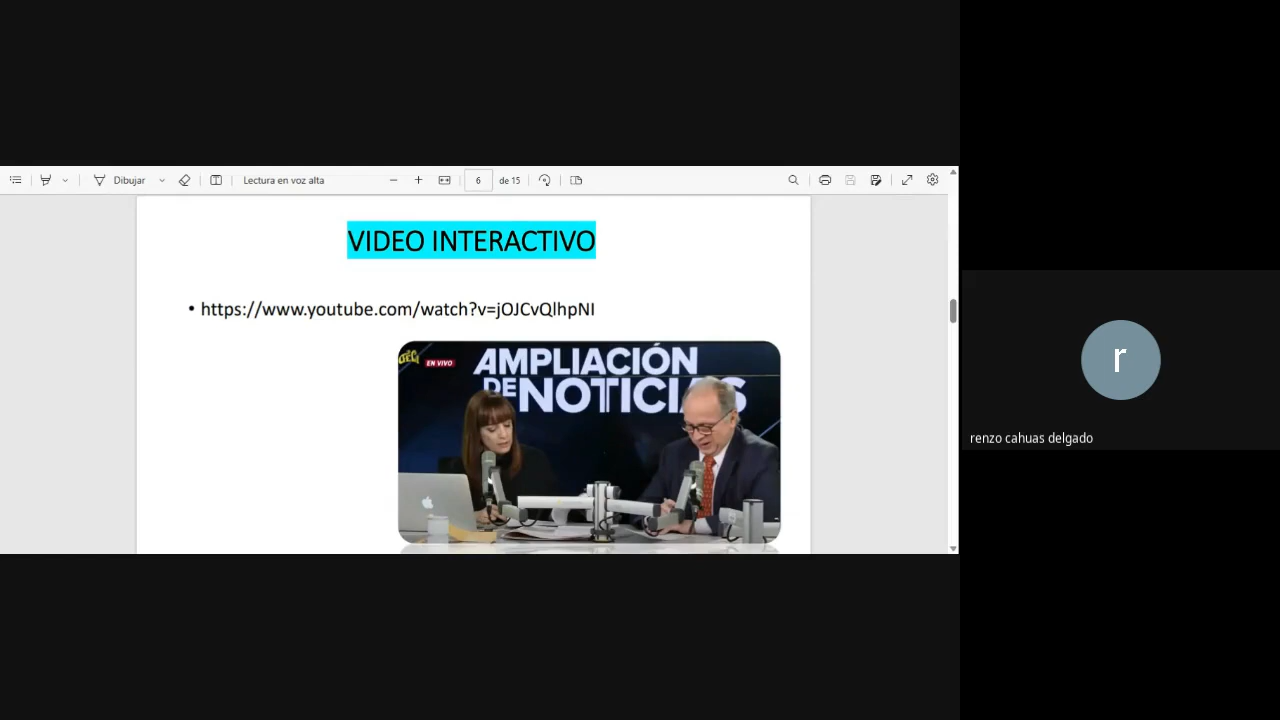 Dibujar
Lectura en voz alta
6
de 15
VIDEO INTERACTIVO
• https://www.youtube.com/watch?v=jOJCvQlhpNI
EN VIVO
AMPLIACIÓN
DE NOTICIAS
r
renzo cahuas delgado